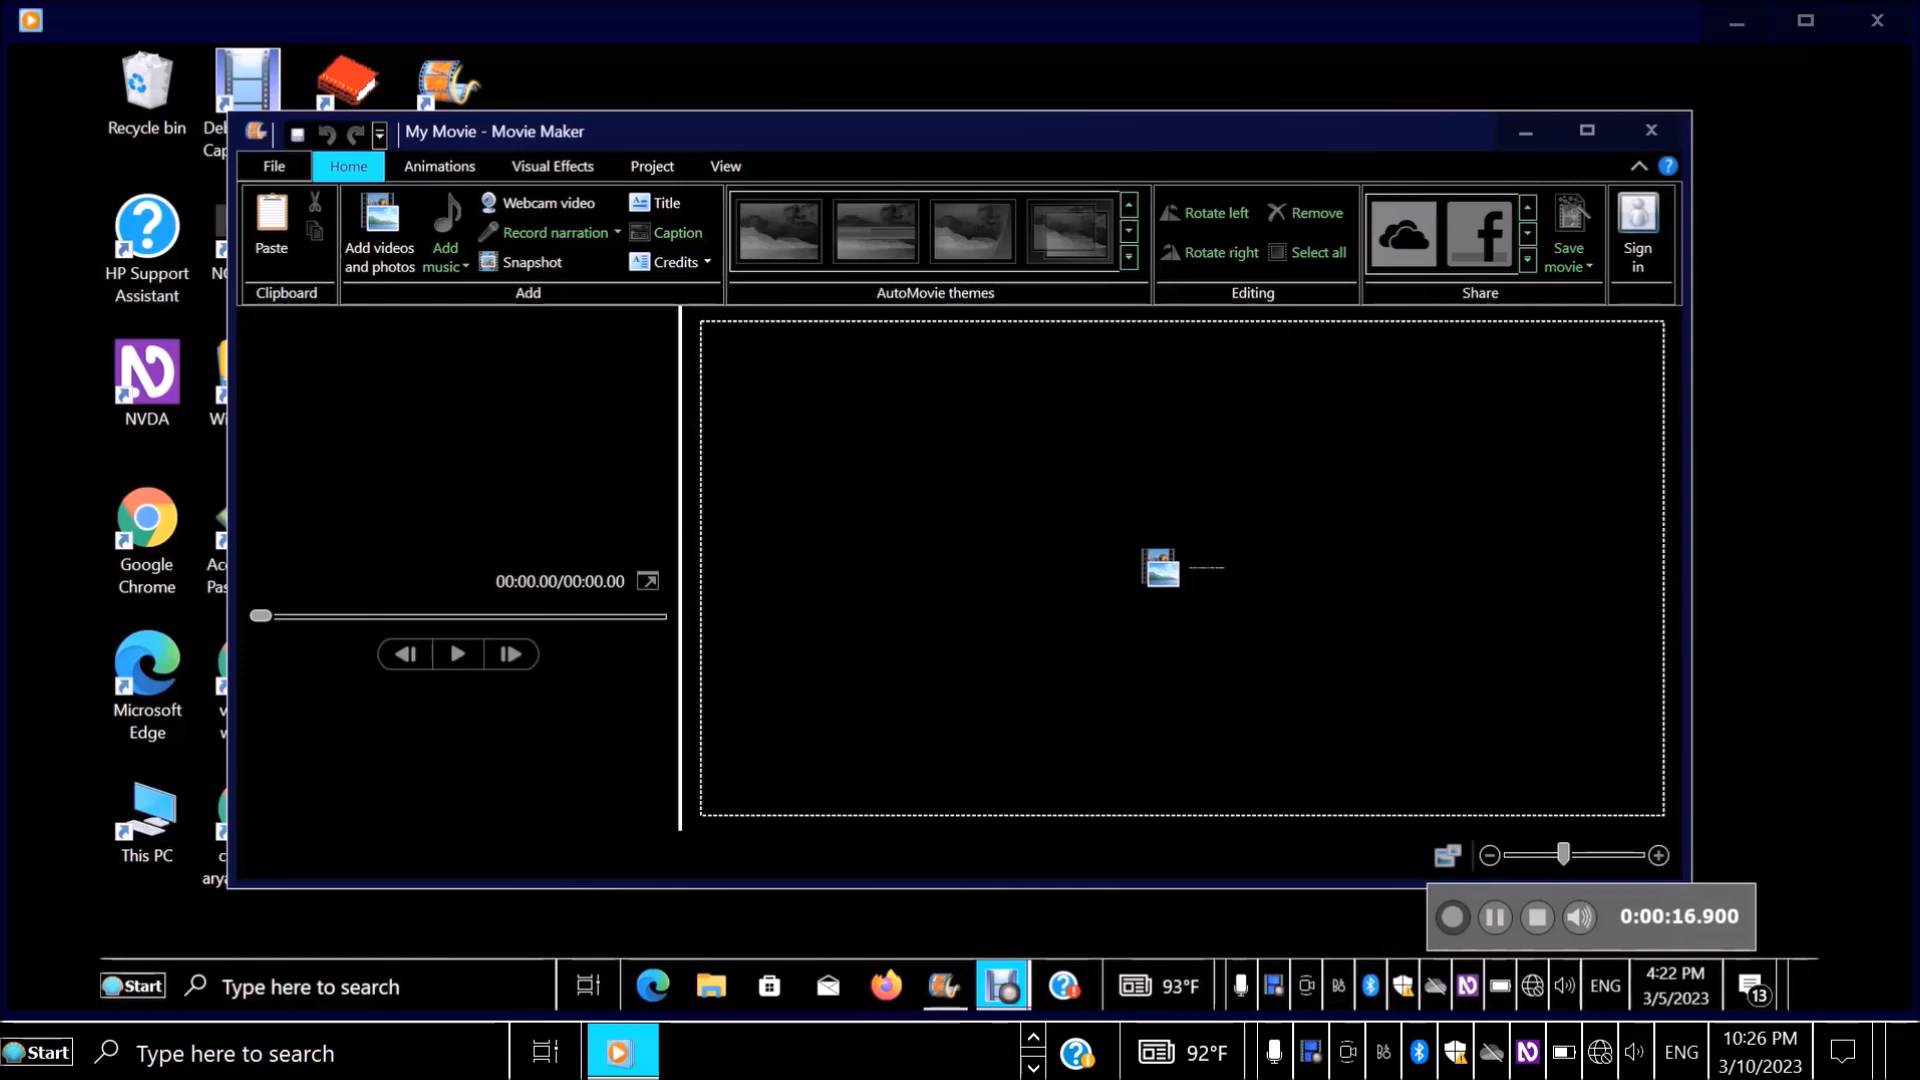 Recycle bin
HP Support
Assistant
NVDA
Google
Chrome
Microsoft
Edge
This PC
My Movie - Movie Maker
File
Home
Animations
Visual Effects
Project
View
Paste
Clipboard
Add videos
and photos
Add
music
Webcam video
Record narration
Snapshot
Title
Caption
Credits
Add
AutoMovie themes
Rotate left
Rotate right
Remove
Select all
Editing
Share
Save
movie
Sign
in
00:00.00/00:00.00
0:00:16.900
Start
Type here to search
93°F
ENG
4:22 PM
3/5/2023
13
Start
Type here to search
92°F
ENG
10:26 PM
3/10/2023